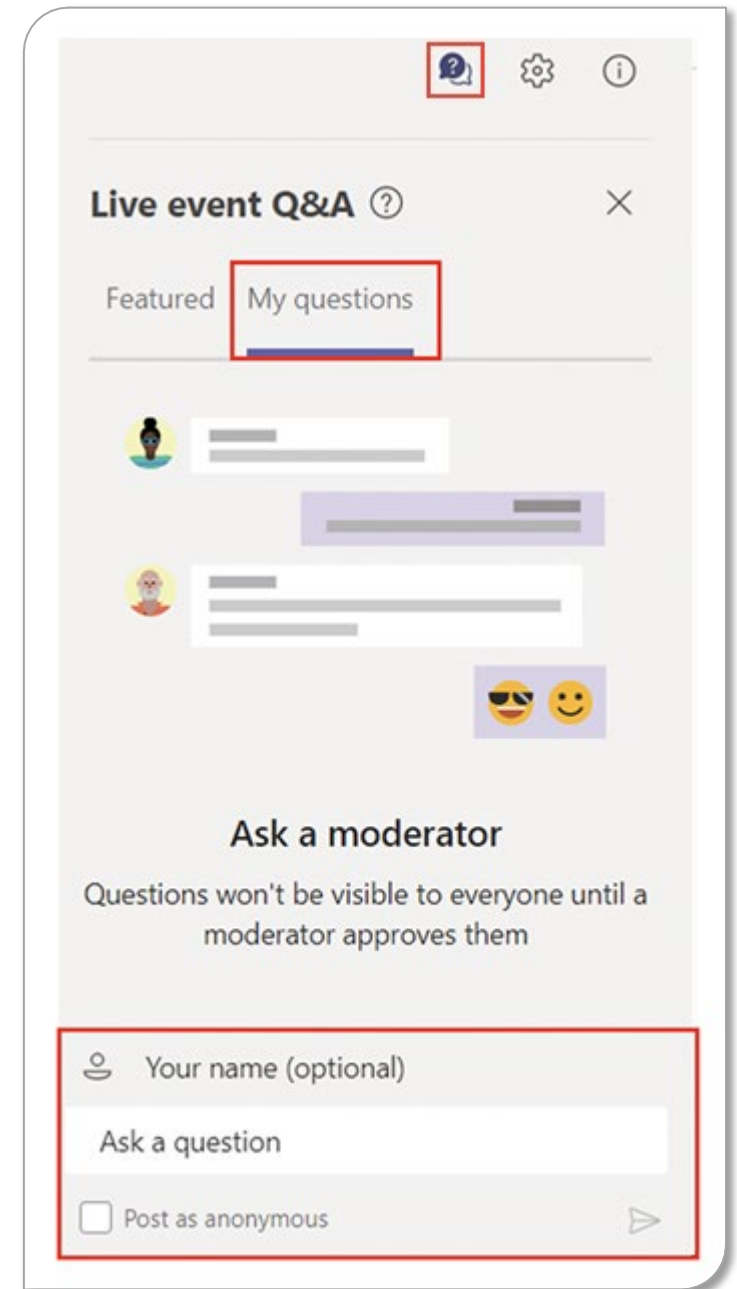 Live event Q&A
Featured My questions
Ask a moderator
Questions won't be visible to everyone until a
moderator approves them
Your name (optional)
Ask a question
Post as anonymous